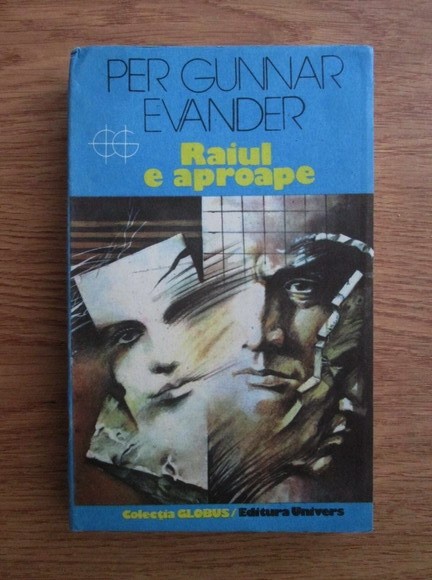 PER GUNNAR
EVANDER
Raiul
e aproape
Colecția GLOBUS/Editura Univers